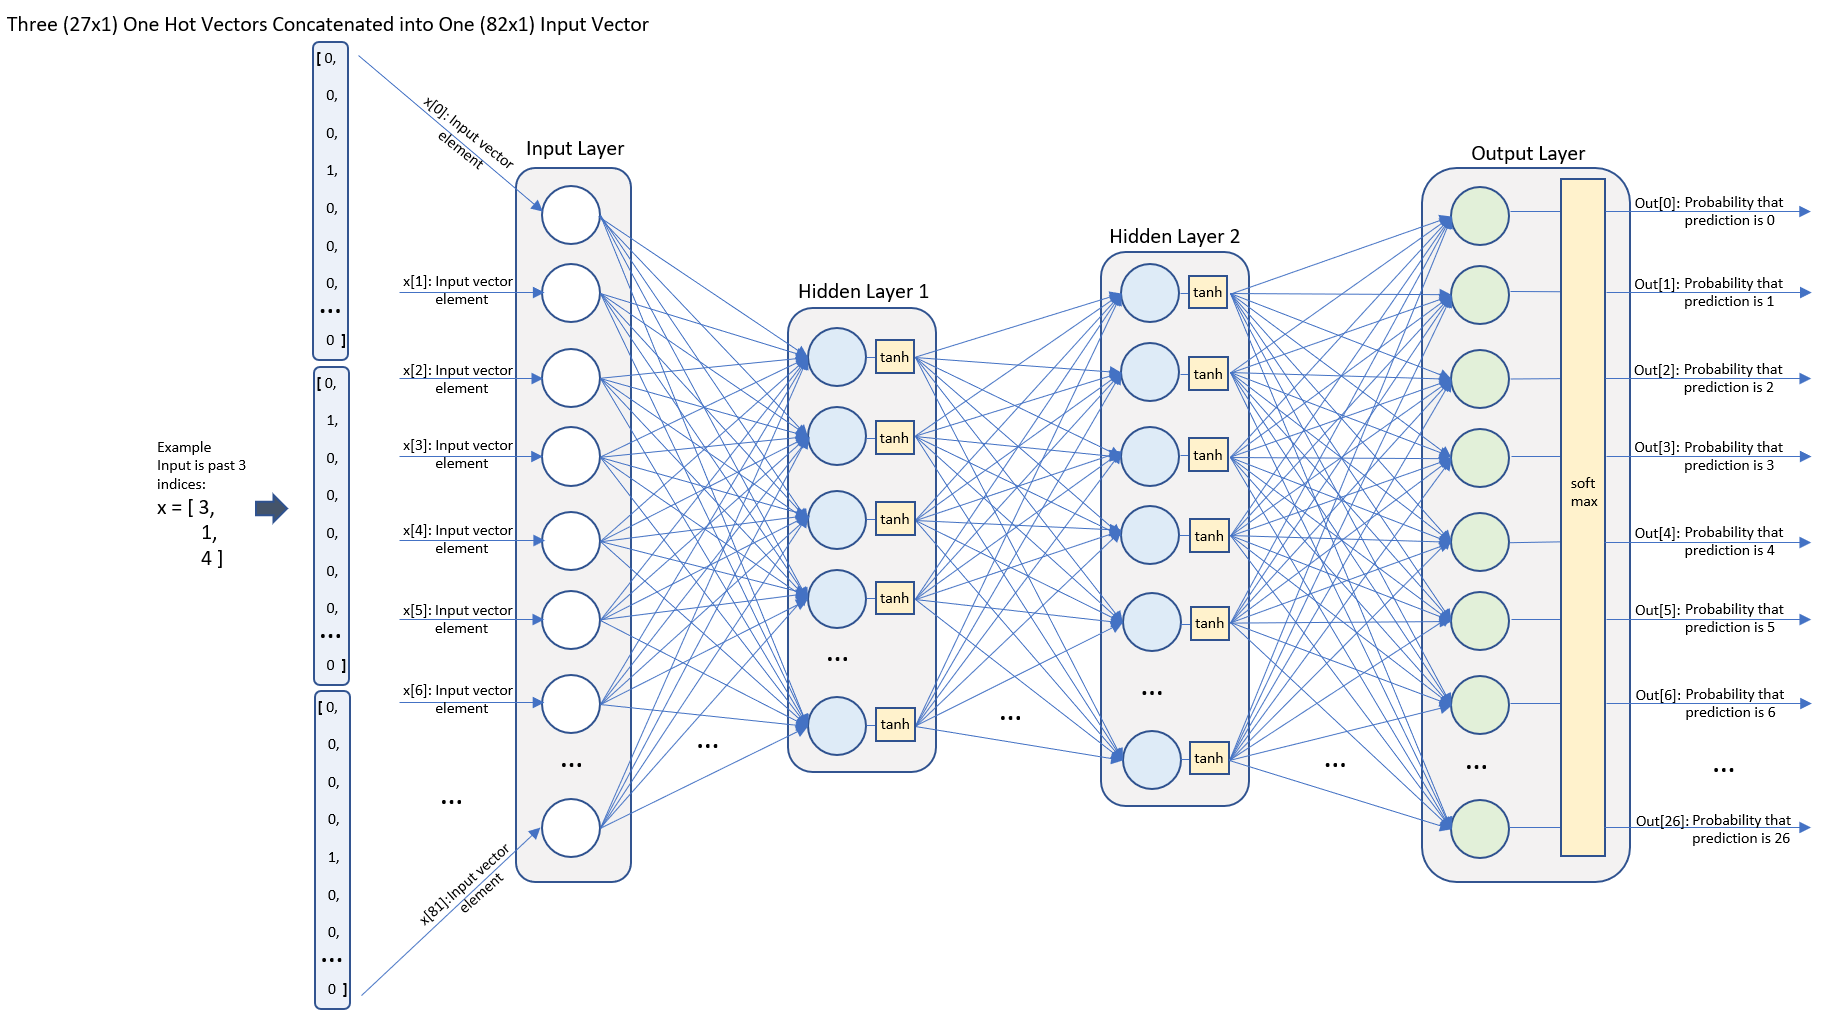 Three (27x1) One Hot Vectors Concatenated into One (82x1) Input Vector
[ 0,
0,
0,
1,
0,
0,
0,
...
0 ]
[ 0,
1,
0,
0,
0,
0,
0,
...
0 ]
[ 0,
0,
0,
0,
1,
0,
0,
...
0 ]
Example
Input is past 3
indices:
x = [ 3,
1,
4 ]
x[0]: Input vector
element
x[1]: Input vector
element
x[2]: Input vector
element
x[3]: Input vector
element
x[4]: Input vector
element
x[5]: Input vector
element
x[6]: Input vector
element
...
x[81]:Input vector
element
Input Layer
...
...
Hidden Layer 1
tanh
tanh
tanh
tanh
...
tanh
...
Hidden Layer 2
tanh
tanh
tanh
tanh
tanh
...
tanh
...
Output Layer
...
soft
max
Out[0]: Probability that
prediction is 0
Out[1]: Probability that
prediction is 1
Out[2]: Probability that
prediction is 2
Out[3]: Probability that
prediction is 3
Out[4]: Probability that
prediction is 4
Out[5]: Probability that
prediction is 5
Out[6]: Probability that
prediction is 6
...
Out[26]: Probability that
prediction is 26